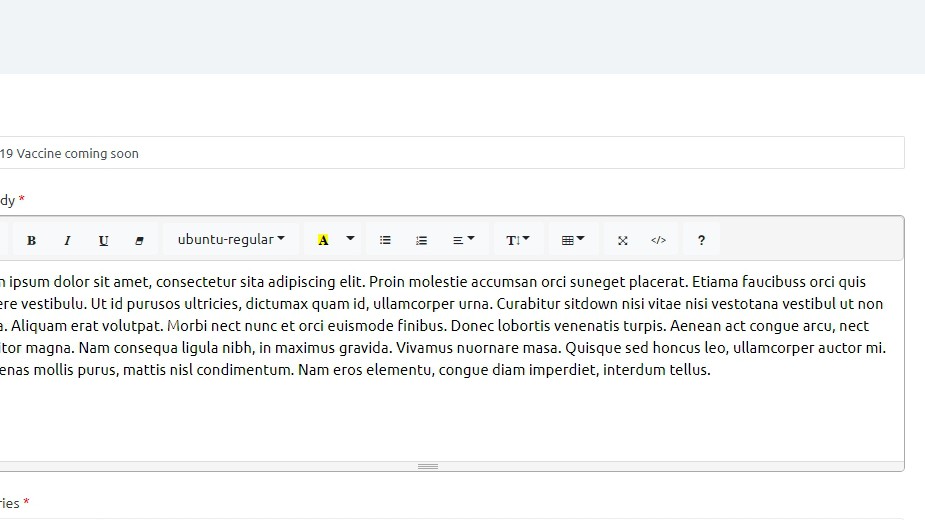 19 Vaccine coming soon
dy *
B I U ubuntu-regular A T </> ?
n ipsum dolor sit amet, consectetur sita adipiscing elit. Proin molestie accumsan orci suneget placerat. Etiama faucibuss orci quis
ere vestibulu. Ut id purusos ultricies, dictumax quam id, ullamcorper urna. Curabitur sitdown nisi vitae nisi vestotana vestibul ut non
a. Aliquam erat volutpat. Morbi nect nunc et orci euismode finibus. Donec lobortis venenatis turpis. Aenean act congue arcu, nect
itor magna. Nam consequa ligula nibh, in maximus gravida. Vivamus nuornare masa. Quisque sed honcus leo, ullamcorper auctor mi.
enas mollis purus, mattis nisl condimentum. Nam eros elementu, congue diam imperdiet, interdum tellus.
ries *